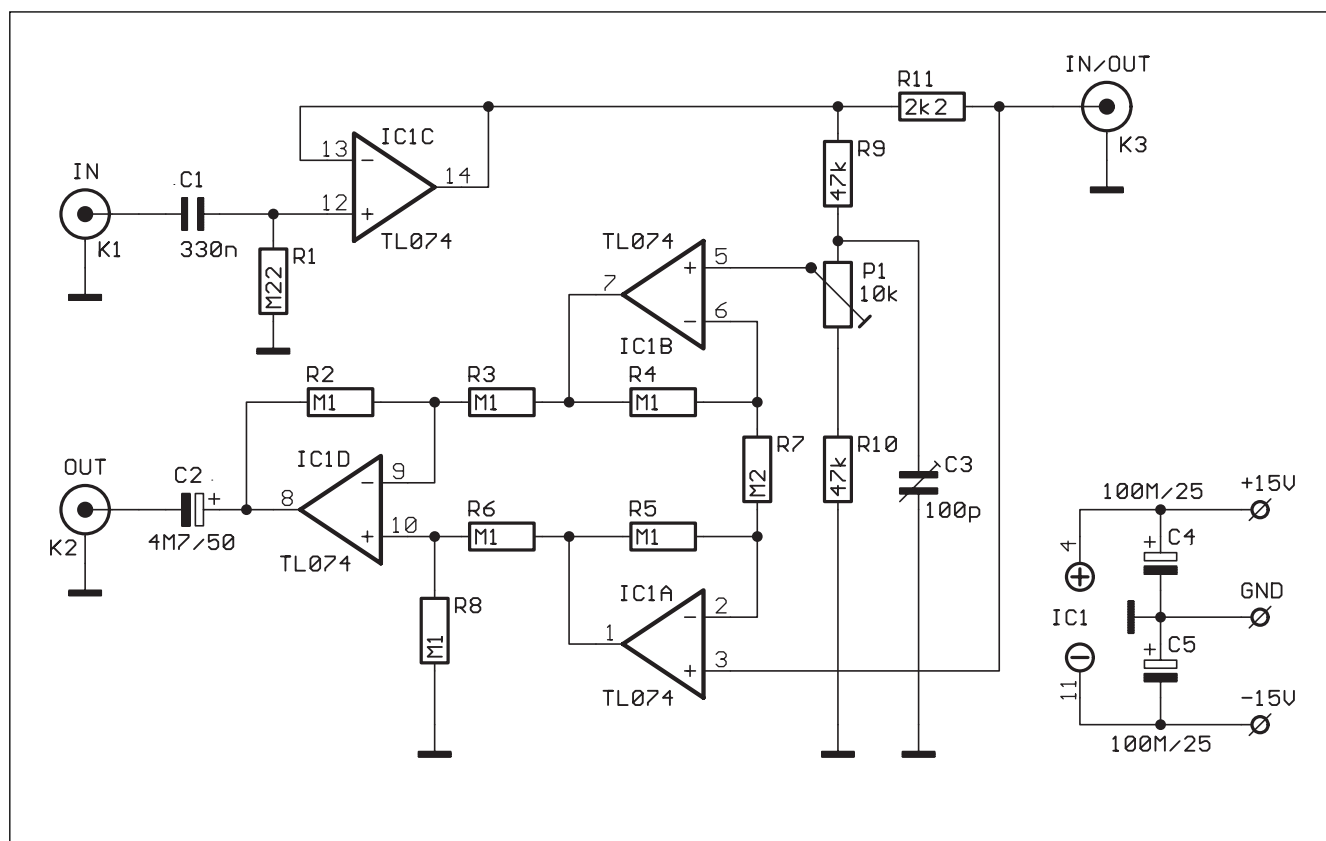 IN/OUT
R11
2k2
K3
IC1C
13
14
12
TL074
R9
47k
IN
C1
K1
330n
R1
M22
TL074
5
P1
10k
7
6
IC1B
R2
M1
R3
M1
R4
M1
R7
M2
R10
47k
C3
100p
OUT
C2
+
K2
4M7/50
IC1D
8
9
10
TL074
R6
M1
R5
M1
R8
M1
IC1A
2
1
3
TL074
100M/25
+15V
4
+
C4
GND
IC1
+
C5
11
-15V
100M/25